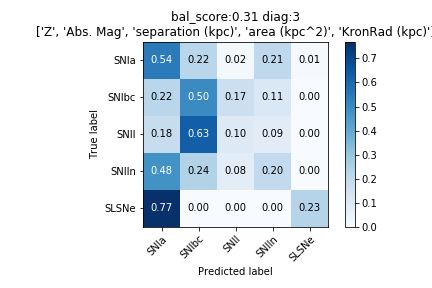 bal_score:0.31 diag:3
['Z', 'Abs. Mag', 'separation (kpc)', 'area (kpc^2)', 'KronRad (kpc)']
True label
SNIa 0.54 0.22 0.02 0.21 0.01
SNIbc 0.22 0.50 0.17 0.11 0.00
SNII 0.18 0.63 0.10 0.09 0.00
SNIIn 0.48 0.24 0.08 0.20 0.00
SLSNe 0.77 0.00 0.00 0.00 0.23
SNIa SNIbc SNII SNIIn SLSNe
Predicted label
0.7
0.6
0.5
0.4
0.3
0.2
0.1
0.0